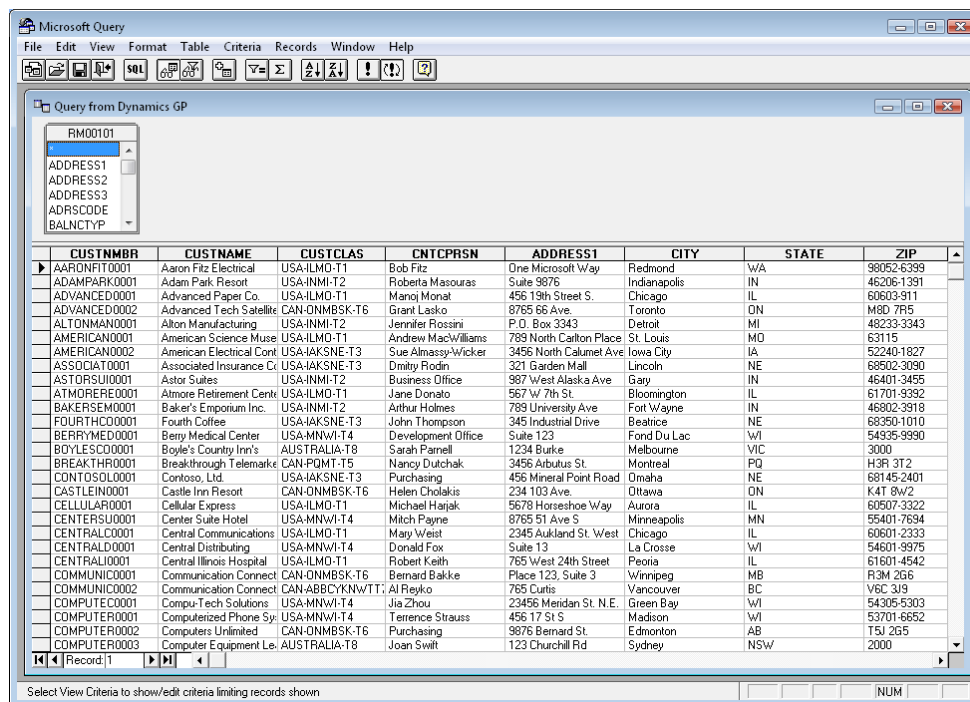 Microsoft Query
File Edit View Format Table Criteria Records Window Help
SQL
Query from Dynamics GP
RM00101
*
ADDRESS1
ADDRESS2
ADDRESS3
ADRSCODE
BALNCTYP
CUSTNMBR CUSTNAME CUSTCLAS CNTCPRSN ADDRESS1 CITY STATE ZIP
AARONFIT0001 Aaron Fitz Electrical USA-ILMO-T1 Bob Fitz One Microsoft Way Redmond WA 98052-6399
ADAMPARK0001 Adam Park Resort USA-INMI-T2 Roberta Masouras Suite 9876 Indianapolis IN 46206-1391
ADVANCED0001 Advanced Paper Co. USA-ILMO-T1 Manoj Monat 456 19th Street S. Chicago IL 60603-911
ADVANCED0002 Advanced Tech Satellite CAN-ONMBSK-T6 Grant Lasko 8765 66 Ave. Toronto ON M8D 7R5
ALTONMAN0001 Alton Manufacturing USA-INMI-T2 Jennifer Rossini P.O. Box 3343 Detroit MI 48233-3343
AMERICAN0001 American Science Muse USA-ILMO-T1 Andrew MacWilliams 789 North Carlton Place St. Louis MO 63115
AMERICAN0002 American Electrical Cont USA-IAKSNE-T3 Sue Almassy-Wicker 3456 North Calumet Ave Iowa City IA 52240-1827
ASSOCIAT0001 Associated Insurance Co USA-IAKSNE-T3 Dmitry Rodin 321 Garden Mall Lincoln NE 68502-3090
ASTORSUI0001 Astor Suites USA-INMI-T2 Business Office 987 West Alaska Ave Gary IN 46401-3455
ATMORERE0001 Atmore Retirement Cente USA-ILMO-T1 Jane Donato 567 W 7th St. Bloomington IL 61701-9392
BAKERSEM0001 Baker's Emporium Inc. USA-INMI-T2 Arthur Holmes 789 University Ave Fort Wayne IN 46802-3918
FOURTHCO0001 Fourth Coffee USA-IAKSNE-T3 John Thompson 345 Industrial Drive Beatrice NE 68350-1010
BERRYMED0001 Berry Medical Center USA-MNWI-T4 Development Office Suite 123 Fond Du Lac WI 54935-9990
BOYLESCO0001 Boyle's Country Inn's AUSTRALIA-T8 Sarah Parnell 1234 Burke Melbourne VIC 3000
BREAKTHR0001 Breakthrough Telemarke CAN-PQMT-T5 Nancy Dutchak 3456 Arbutus St. Montreal PQ H3R 3T2
CONTOSOL0001 Contoso, Ltd. USA-IAKSNE-T3 Purchasing 456 Mineral Point Road Omaha NE 68145-2401
CASTLEIN0001 Castle Inn Resort CAN-ONMBSK-T6 Helen Cholakis 234 103 Ave. Ottawa ON K4T 8W2
CELLULAR0001 Cellular Express USA-ILMO-T1 Michael Harjak 5678 Horseshoe Way Aurora IL 60507-3322
CENTERSU0001 Center Suite Hotel USA-MNWI-T4 Mitch Payne 8765 51 Ave S Minneapolis MN 55401-7694
CENTRALC0001 Central Communications USA-ILMO-T1 Mary Weist 2345 Aukland St. West Chicago IL 60601-2333
CENTRALD0001 Central Distributing USA-MNWI-T4 Donald Fox Suite 13 La Crosse WI 54601-9975
CENTRALI0001 Central Illinois Hospital USA-ILMO-T1 Robert Keith 765 West 24th Street Peoria IL 61601-4542
COMMUNIC0001 Communication Connect CAN-ONMBSK-T6 Bernard Bakke Place 123, Suite 3 Winnipeg MB R3M 2G6
COMMUNIC0002 Communication Connect CAN-ABBCYKNWTT7 Al Reyko 765 Curtis Vancouver BC V6C 3J9
COMPUTEC0001 Compu-Tech Solutions USA-MNWI-T4 Jia Zhou 23456 Meridan St. N.E. Green Bay WI 54305-5303
COMPUTER0001 Computerized Phone Sy USA-MNWI-T4 Terrence Strauss 456 17 St S Madison WI 53701-6652
COMPUTER0002 Computers Unlimited CAN-ONMBSK-T6 Purchasing 9876 Bernard St. Edmonton AB T5J 2G5
COMPUTER0003 Computer Equipment Le AUSTRALIA-T8 Joan Swift 123 Churchill Rd Sydney NSW 2000
Record: 1
Select View Criteria to show/edit criteria limiting records shown NUM